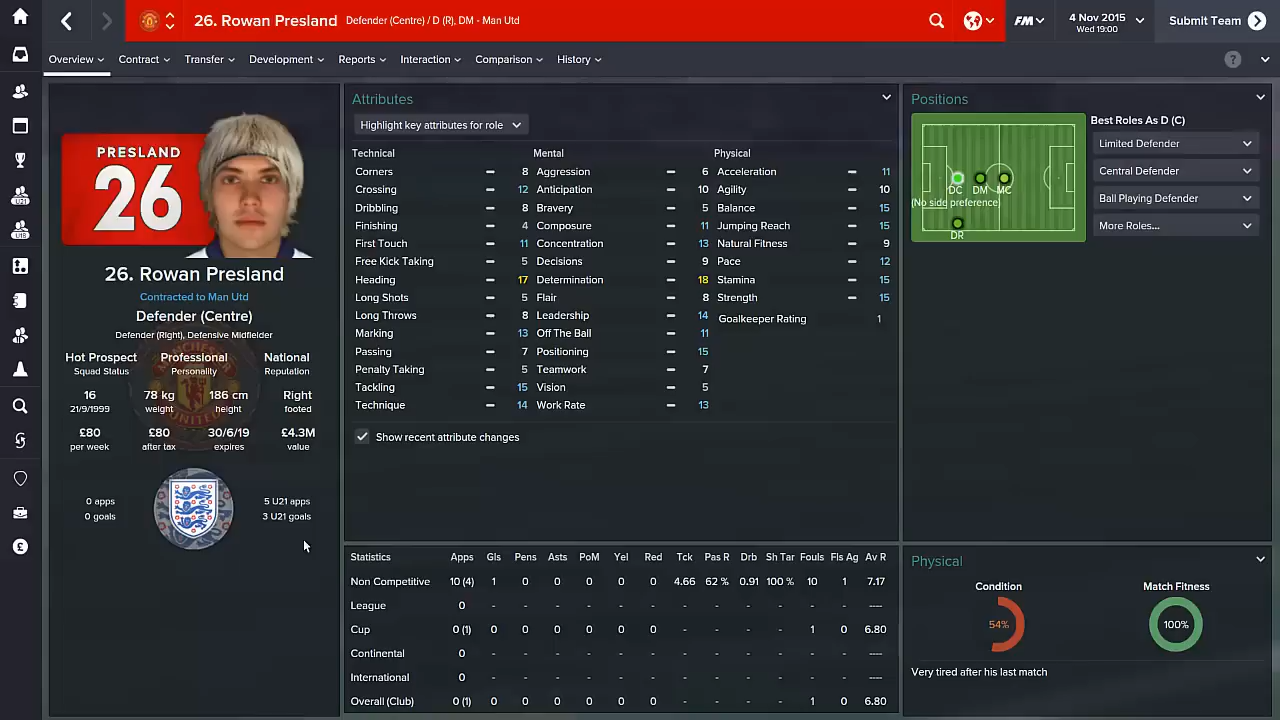 26. Rowan Presland Defender (Centre) / D (R), DM - Man Utd
FM
4 Nov 2015
Wed 19:00
Submit Team
Overview Contract Transfer Development Reports Interaction Comparison History
?
PRESLAND
26
26. Rowan Presland
Contracted to Man Utd
Defender (Centre)
Defender (Right), Defensive Midfielder
Hot Prospect Professional National
Squad Status Personality Reputation
16 78 kg 186 cm Right
21/9/1999 weight height footed
£80 £80 30/6/19 £4.3M
per week after tax expires value
0 apps 5 U21 apps
0 goals 3 U21 goals
Attributes
Highlight key attributes for role
Technical Mental Physical
Corners - 8 Aggression - 6 Acceleration - 11
Crossing - 12 Anticipation - 10 Agility - 10
Dribbling - 8 Bravery - 5 Balance - 15
Finishing - 4 Composure - 11 Jumping Reach - 15
First Touch - 11 Concentration - 13 Natural Fitness - 9
Free Kick Taking - 5 Decisions - 9 Pace - 12
Heading - 17 Determination - 18 Stamina - 15
Long Shots - 5 Flair - 8 Strength - 15
Long Throws - 8 Leadership - 14 Goalkeeper Rating 1
Marking - 13 Off The Ball - 11
Passing - 7 Positioning - 15
Penalty Taking - 5 Teamwork - 7
Tackling - 15 Vision - 5
Technique - 14 Work Rate - 13
Show recent attribute changes
Positions
DC DM MC
(No side preference)
DR
Best Roles As D (C)
Limited Defender
Central Defender
Ball Playing Defender
More Roles...
Statistics Apps Gls Pens Asts PoM Yel Red Tck Pas R Drb Sh Tar Fouls Fls Ag Av R
Non Competitive 10 (4) 1 0 0 0 0 0 4.66 62 % 0.91 100 % 10 1 7.17
League 0 - - - - - - - - - - - - ----
Cup 0 (1) 0 0 0 0 0 0 - - - - 1 0 6.80
Continental 0 - - - - - - - - - - - - ----
International 0 - - - - - - - - - - - - ----
Overall (Club) 0 (1) 0 0 0 0 0 0 - - - - 1 0 6.80
Physical
Condition Match Fitness
54% 100%
Very tired after his last match